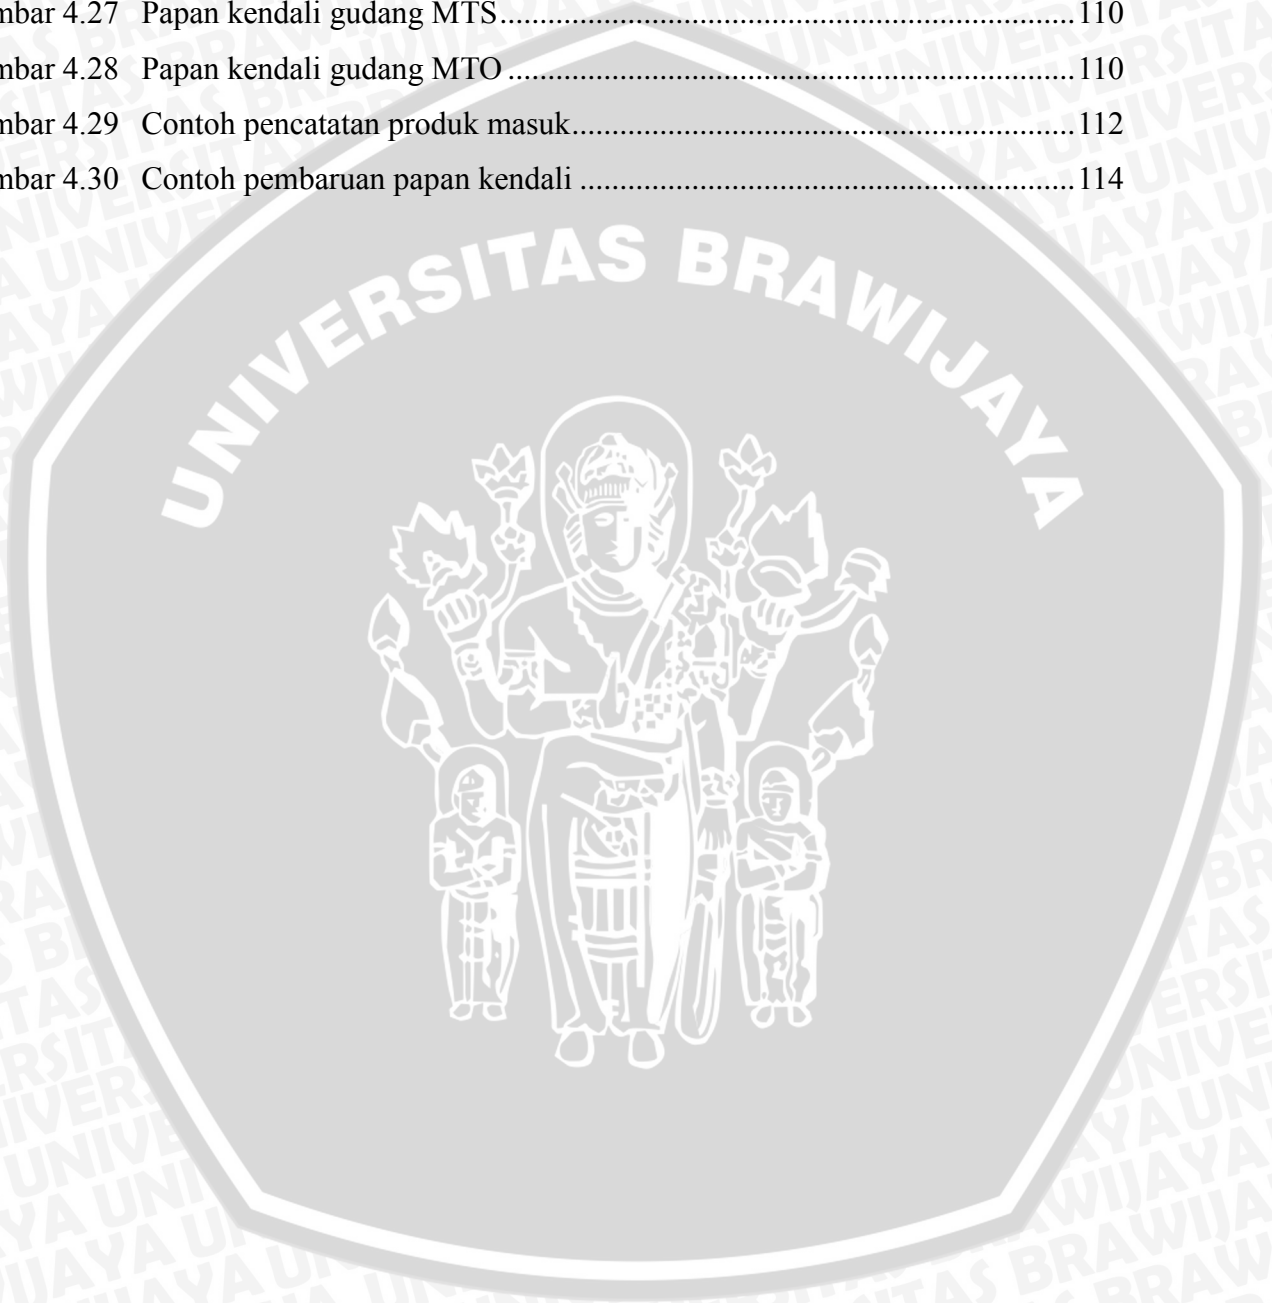 mbar 4.27 Papan kendali gudang MTS.........................................................................110
mbar 4.28 Papan kendali gudang MTO........................................................................110
mbar 4.29 Contoh pencatatan produk masuk................................................................112
mbar 4.30 Contoh pembaruan papan kendali ..............................................................114
UNIVERSITAS BRAWIJAYA